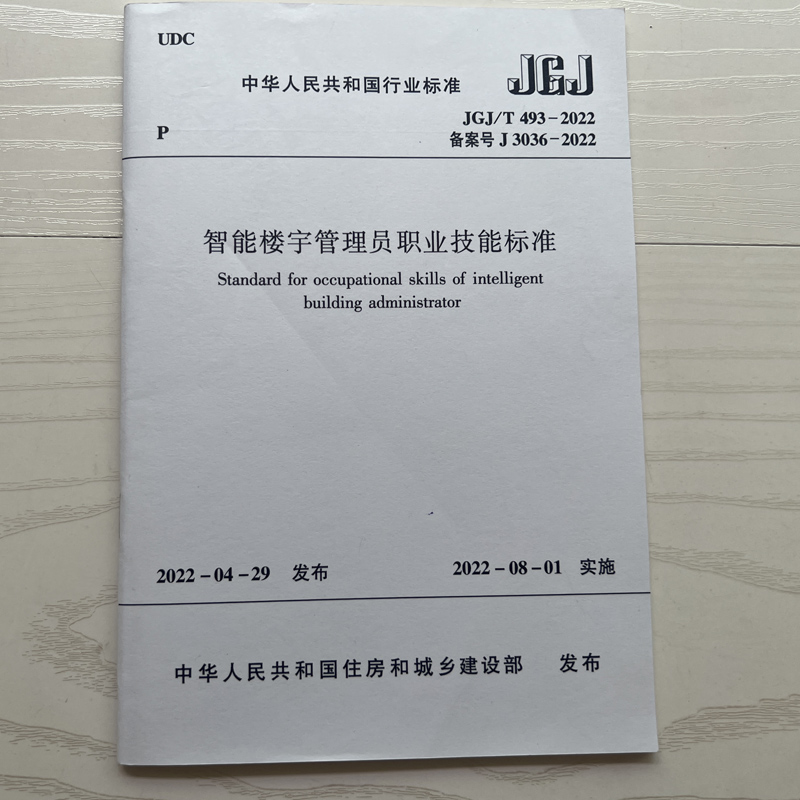 UDC
中华人民共和国行业标准
JGJ
P
JGJ/T 493-2022
备案号 J 3036-2022
智能楼宇管理员职业技能标准
Standard for occupational skills of intelligent
building administrator
2022-04-29 发布
2022-08-01 实施
中华人民共和国住房和城乡建设部 发布